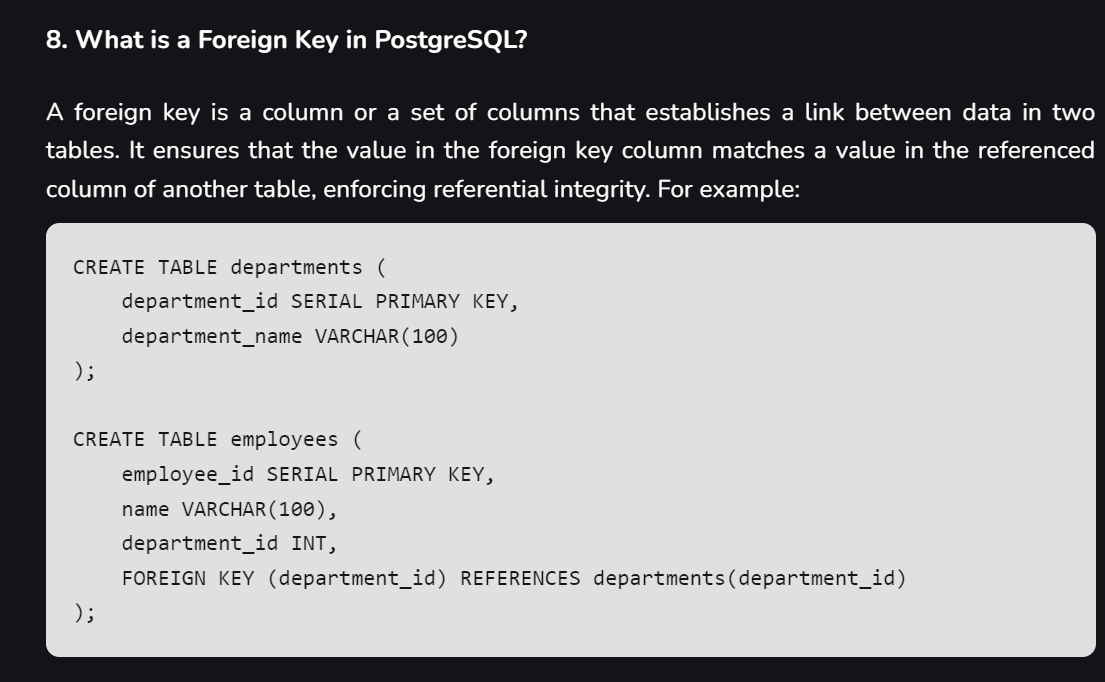 8. What is a Foreign Key in PostgreSQL?
A foreign key is a column or a set of columns that establishes a link between data in two
tables. It ensures that the value in the foreign key column matches a value in the referenced
column of another table, enforcing referential integrity. For example:
CREATE TABLE departments (
    department_id SERIAL PRIMARY KEY,
    department_name VARCHAR(100)
);
CREATE TABLE employees (
    employee_id SERIAL PRIMARY KEY,
    name VARCHAR(100),
    department_id INT,
    FOREIGN KEY (department_id) REFERENCES departments(department_id)
);